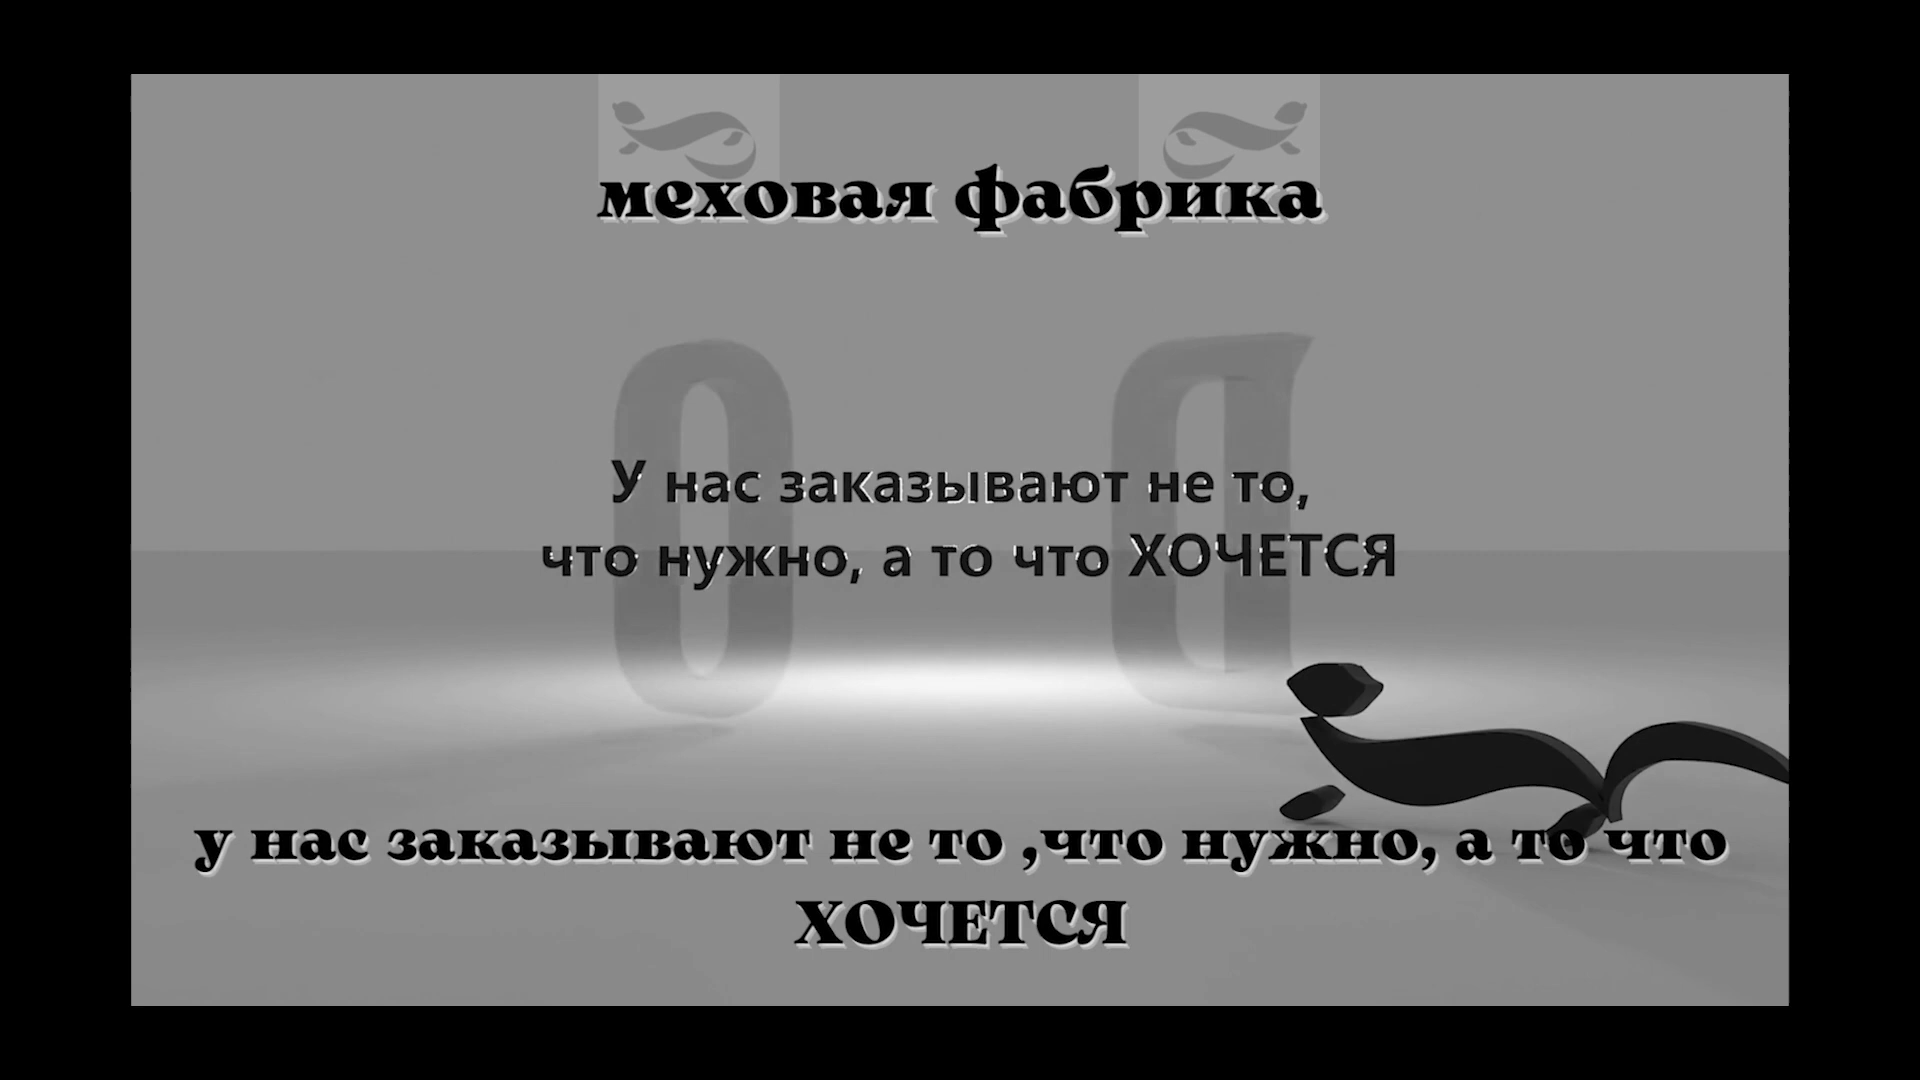 меховая фабрика
О Я
У нас заказывают не то,
что нужно, а то что ХОЧЕТСЯ
у нас заказывают не то ,что нужно, а то что
ХОЧЕТСЯ